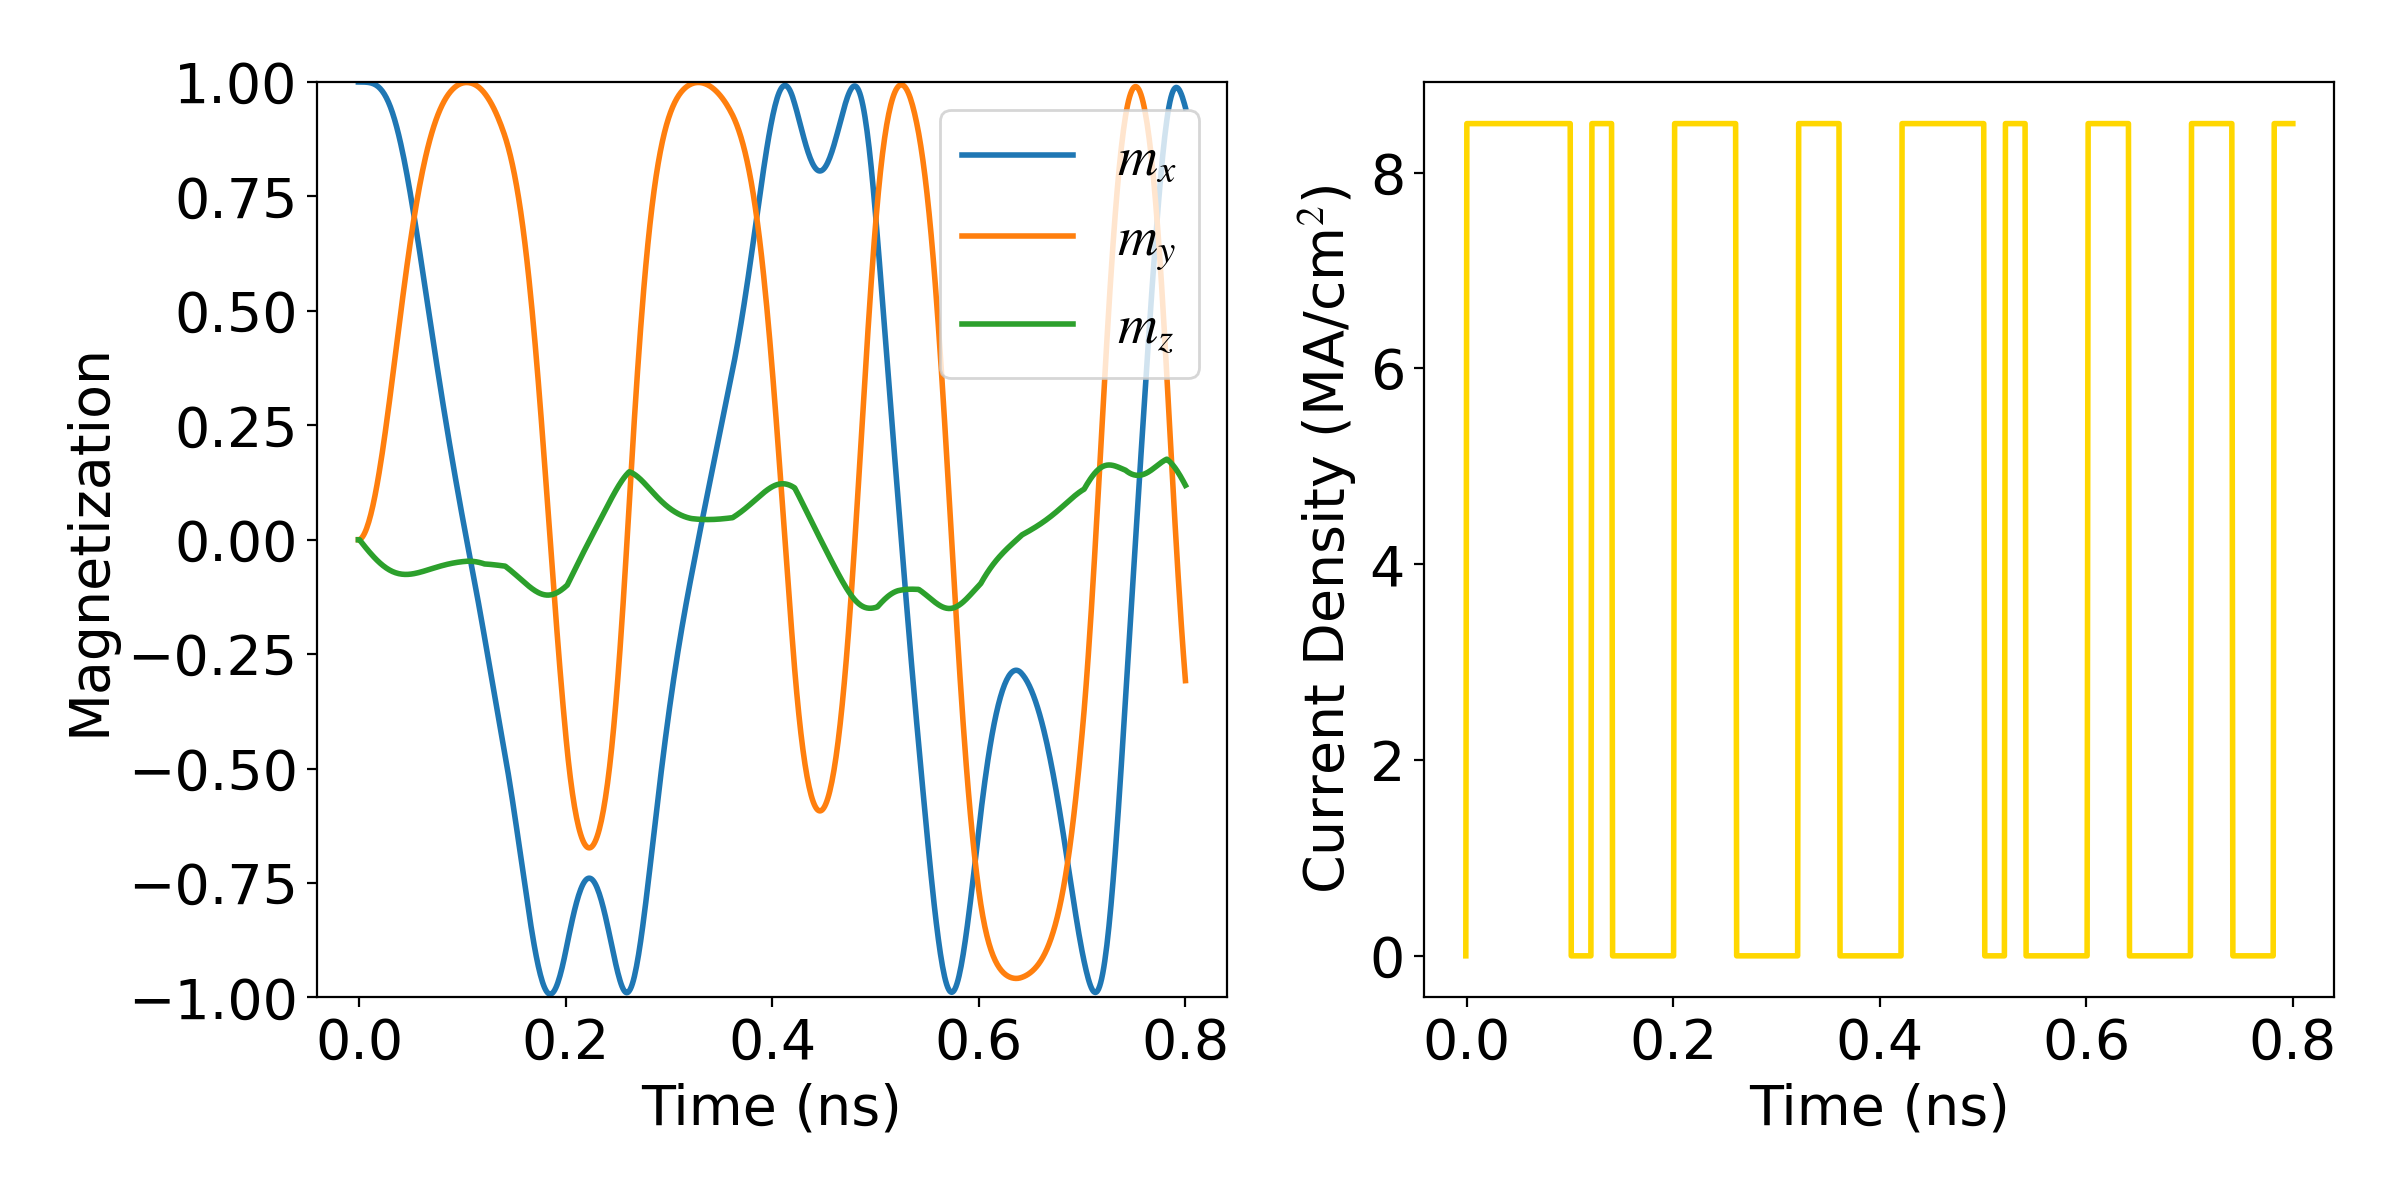 1.00
0.75
0.50
0.25
0.00
−0.25
−0.50
−0.75
−1.00
Magnetization
0.0 0.2 0.4 0.6 0.8
Time (ns)
m_x
m_y
m_z
8
6
4
2
0
Current Density (MA/cm²)
0.0 0.2 0.4 0.6 0.8
Time (ns)